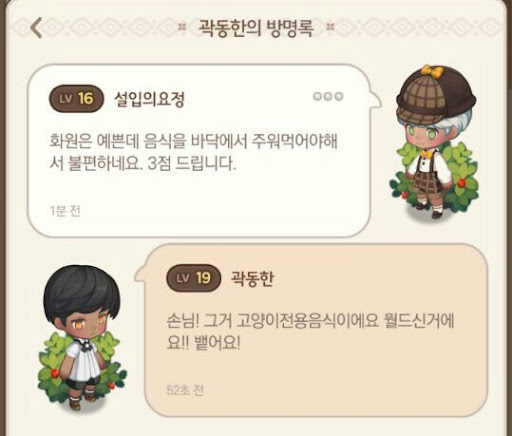 곽동한의 방명록
LV 16 설입의요정
화원은 예쁜데 음식을 바닥에서 주워먹어야해
서 불편하네요. 3점 드립니다.
1분 전
LV 19 곽동한
손님! 그거 고양이전용음식이에요 뭘드신거에
요!! 뱉어요!
52초 전